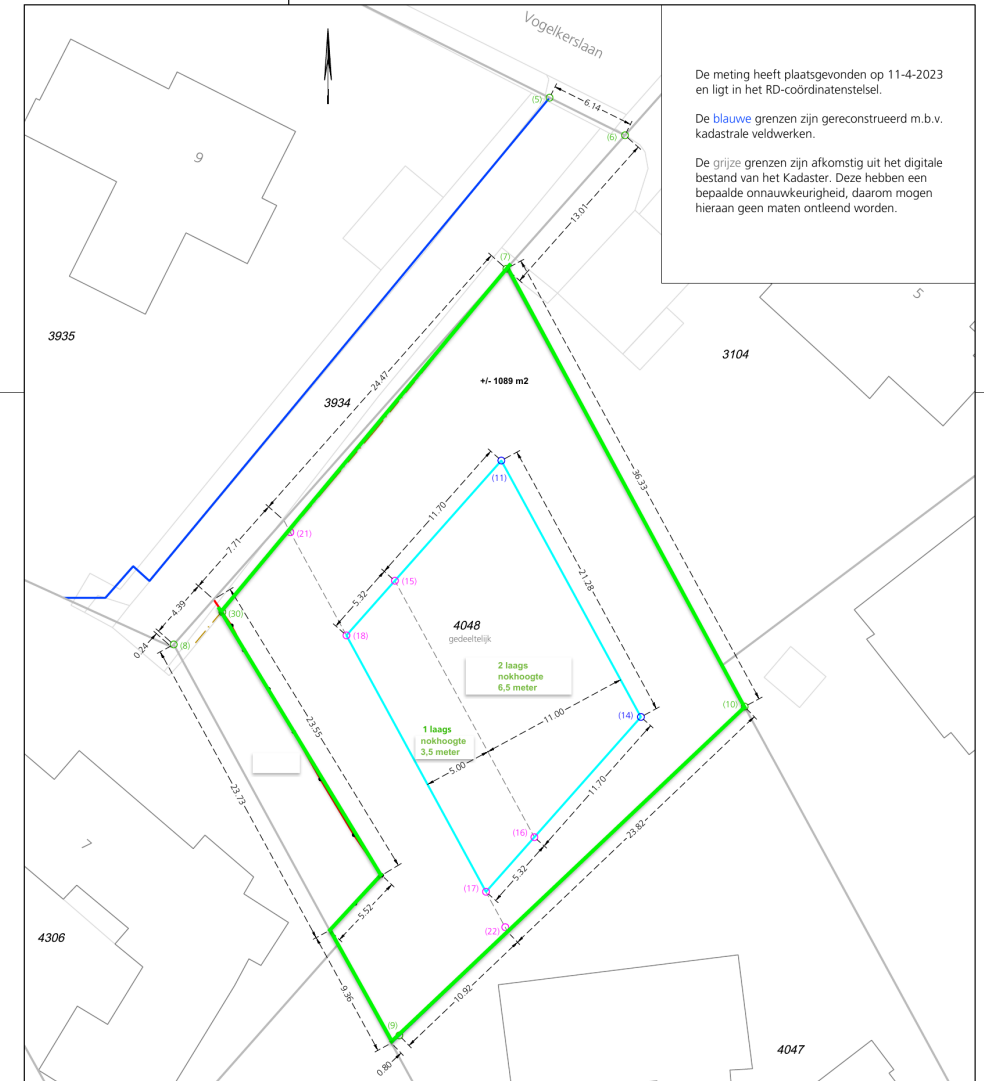 Vogelkerslaan
De meting heeft plaatsgevonden op 11-4-2023
en ligt in het RD-coördinatenstelsel.
De blauwe grenzen zijn gereconstrueerd m.b.v.
kadastrale veldwerken.
De grijze grenzen zijn afkomstig uit het digitale
bestand van het Kadaster. Deze hebben een
bepaalde onnauwkeurigheid, daarom mogen
hieraan geen maten ontleend worden.
(5)
6.14
(6)
9
13.01
(7)
5
3935
3104
24.47
+/- 1089 m2
3934
36.33
(11)
11.70
7.71
(21)
21.28
(15)
5.32
4.39
(30)
(18)
4048
gedeeltelijk
0.24
(8)
2 laags
nokhoogte
6,5 meter
(10)
(14)
11.00
23.55
1 laags
nokhoogte
3,5 meter
5.00
23.73
11.70
(16)
23.82
7
5.32
(17)
5.52
(22)
4306
9.36
10.92
(9)
0.80
4047